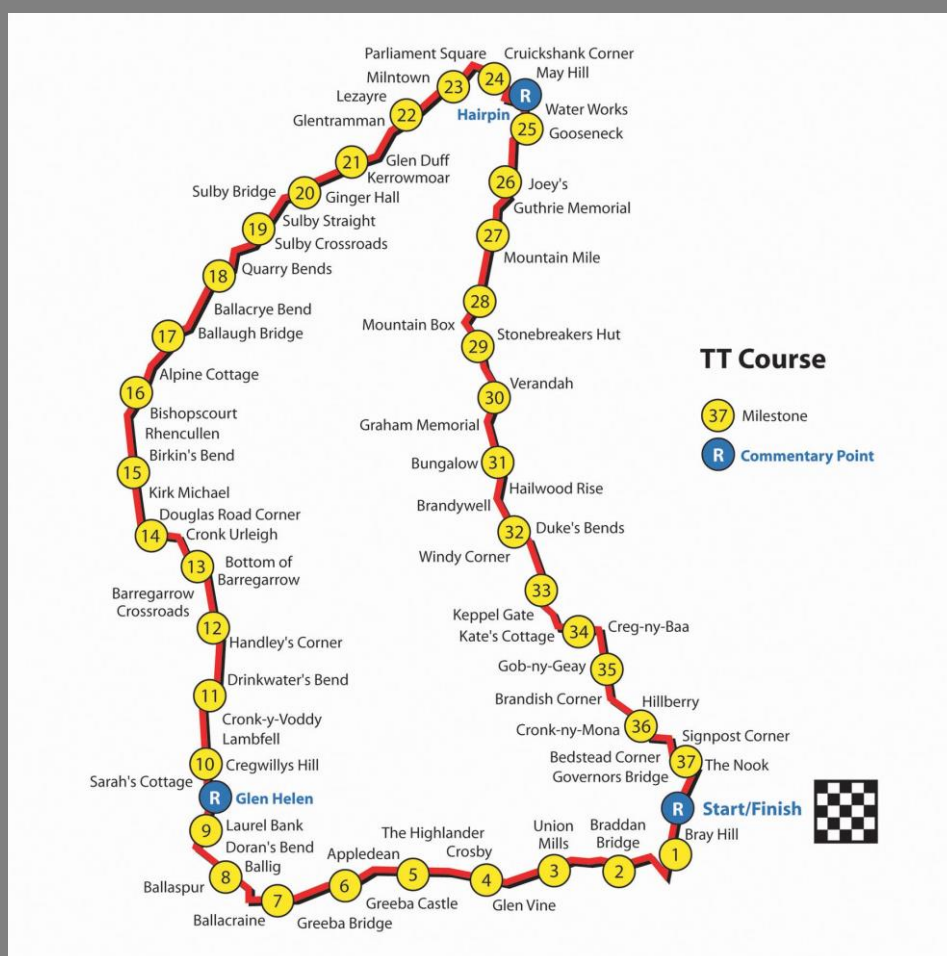 Parliament Square
Cruickshank Corner
Milntown
23
24
May Hill
R
Lezayre
Hairpin
Water Works
22
Glentramman
25
Gooseneck
21
Glen Duff
Kerrowmoar
26
Joey's
Sulby Bridge
20
Ginger Hall
Guthrie Memorial
19
Sulby Straight
27
Sulby Crossroads
Mountain Mile
18
Quarry Bends
28
Ballacrye Bend
Mountain Box
17
Ballaugh Bridge
29
Stonebreakers Hut
TT Course
Alpine Cottage
Verandah
16
30
Bishopscourt
37 Milestone
Rhencullen
Graham Memorial
Birkin's Bend
R Commentary Point
15
Bungalow
31
Kirk Michael
Hailwood Rise
Brandywell
Douglas Road Corner
14
Cronk Urleigh
32
Duke's Bends
13
Bottom of
Barregarrow
Windy Corner
Barregarrow
Crossroads
33
Keppel Gate
12
Kate's Cottage
34
Creg-ny-Baa
Handley's Corner
Gob-ny-Geay
35
Drinkwater's Bend
11
Brandish Corner
Hillberry
Cronk-y-Voddy
36
Cronk-ny-Mona
Lambfell
Signpost Corner
10
Cregwillys Hill
Bedstead Corner
37
The Nook
Sarah's Cottage
Governors Bridge
R
Glen Helen
R
Start/Finish
9
Laurel Bank
The Highlander
Union
Mills
Braddan
Bridge
Bray Hill
Doran's Bend
Appledean
Crosby
1
Ballig
8
Ballaspur
7
6
5
4
3
2
Ballacraine
Greeba Bridge
Greeba Castle
Glen Vine